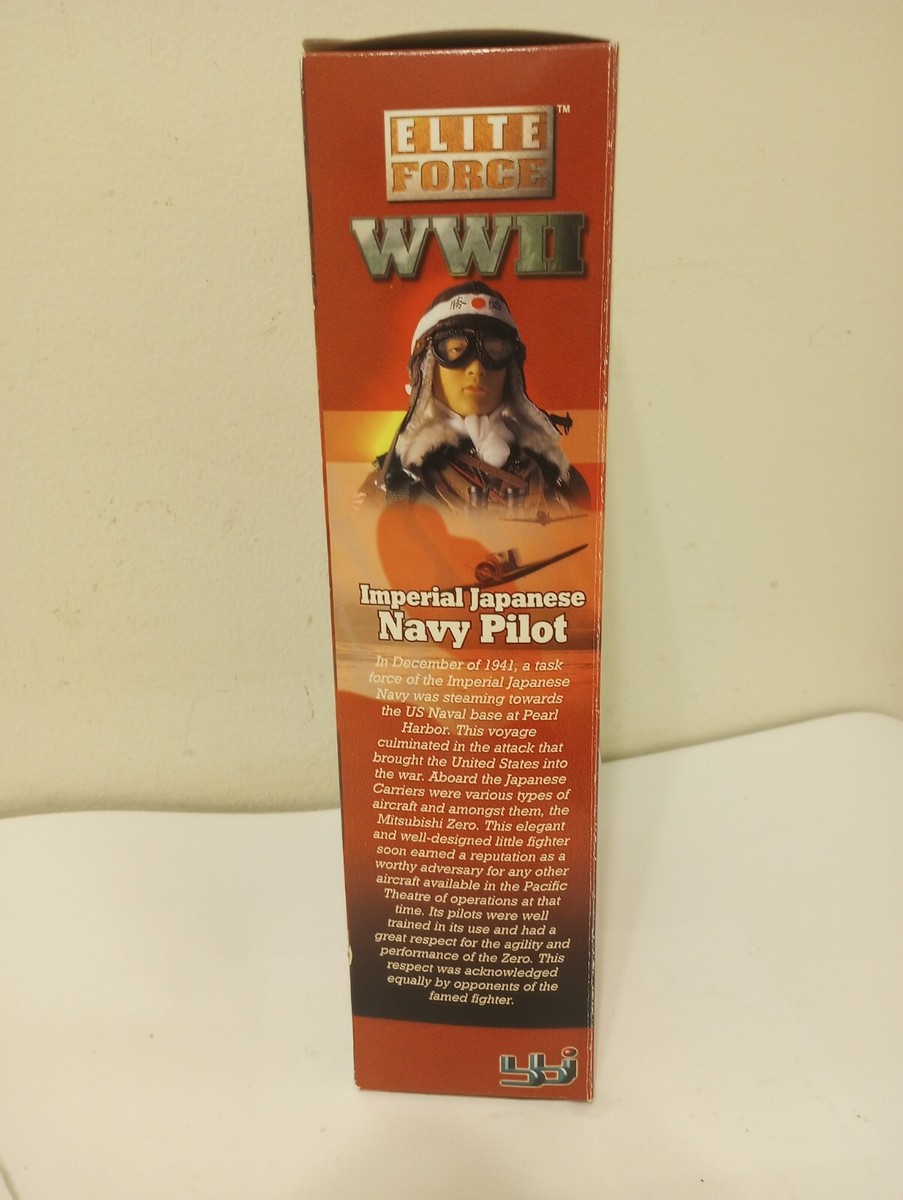 ELITE
FORCE
TM
WWII
勝 必
Imperial Japanese
Navy Pilot
In December of 1941, a task
force of the Imperial Japanese
Navy was steaming towards
the US Naval base at Pearl
Harbor. This voyage
culminated in the attack that
brought the United States into
the war. Aboard the Japanese
Carriers were various types of
aircraft and amongst them, the
Mitsubishi Zero. This elegant
and well-designed little fighter
soon earned a reputation as a
worthy adversary for any other
aircraft available in the Pacific
Theatre of operations at that
time. Its pilots were well
trained in its use and had a
great respect for the agility and
performance of the Zero. This
respect was acknowledged
equally by opponents of the
famed fighter.
bbi